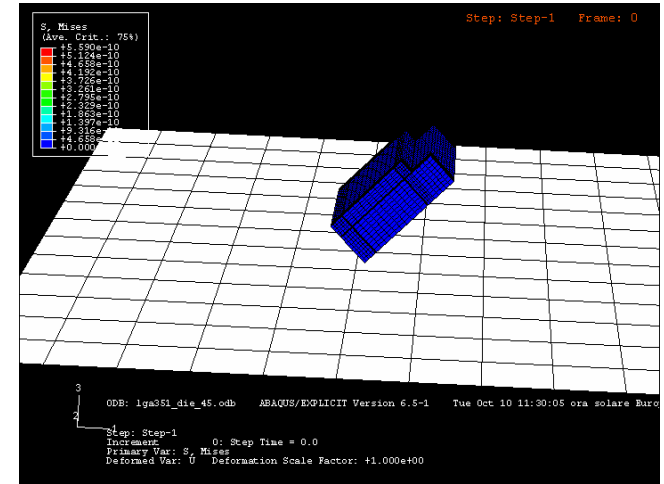 Step: Step-1 Frame: 0
S, Mises
(Ave. Crit.: 75%)
+5.590e-10
+5.124e-10
+4.658e-10
+4.192e-10
+3.726e-10
+3.261e-10
+2.795e-10
+2.329e-10
+1.863e-10
+1.397e-10
+9.316e-
+4.658e
+0.000
3
2
1
ODB: lga351_die_45.odb ABAQUS/EXPLICIT Version 6.5-1 Tue Oct 10 11:30:05 ora solare Euro
Step: Step-1
Increment 0: Step Time = 0.0
Primary Var: S, Mises
Deformed Var: U Deformation Scale Factor: +1.000e+00